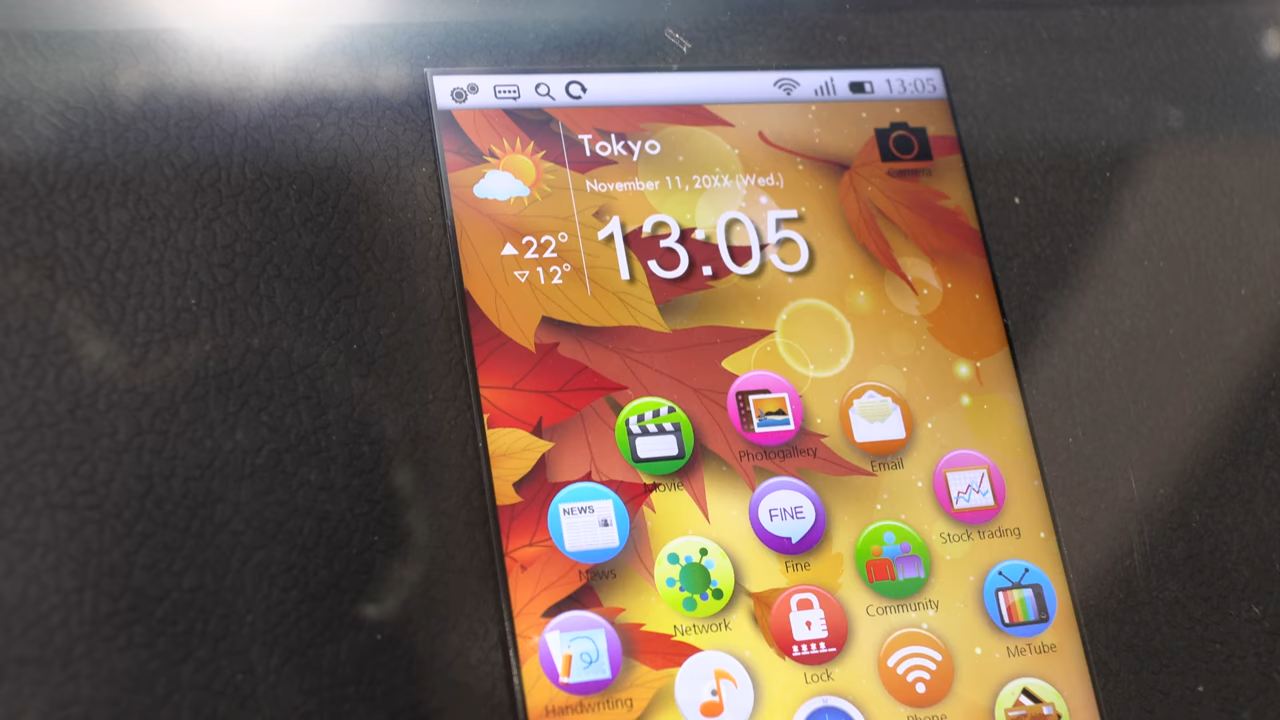 13:05
Tokyo
Camera
November 11, 20XX (Wed.)
13:05
▲22°
▽12°
Photogallery
Email
Movie
NEWS
FINE
Stock trading
News
Fine
Community
Network
MeTube
Lock
Handwriting
Phone